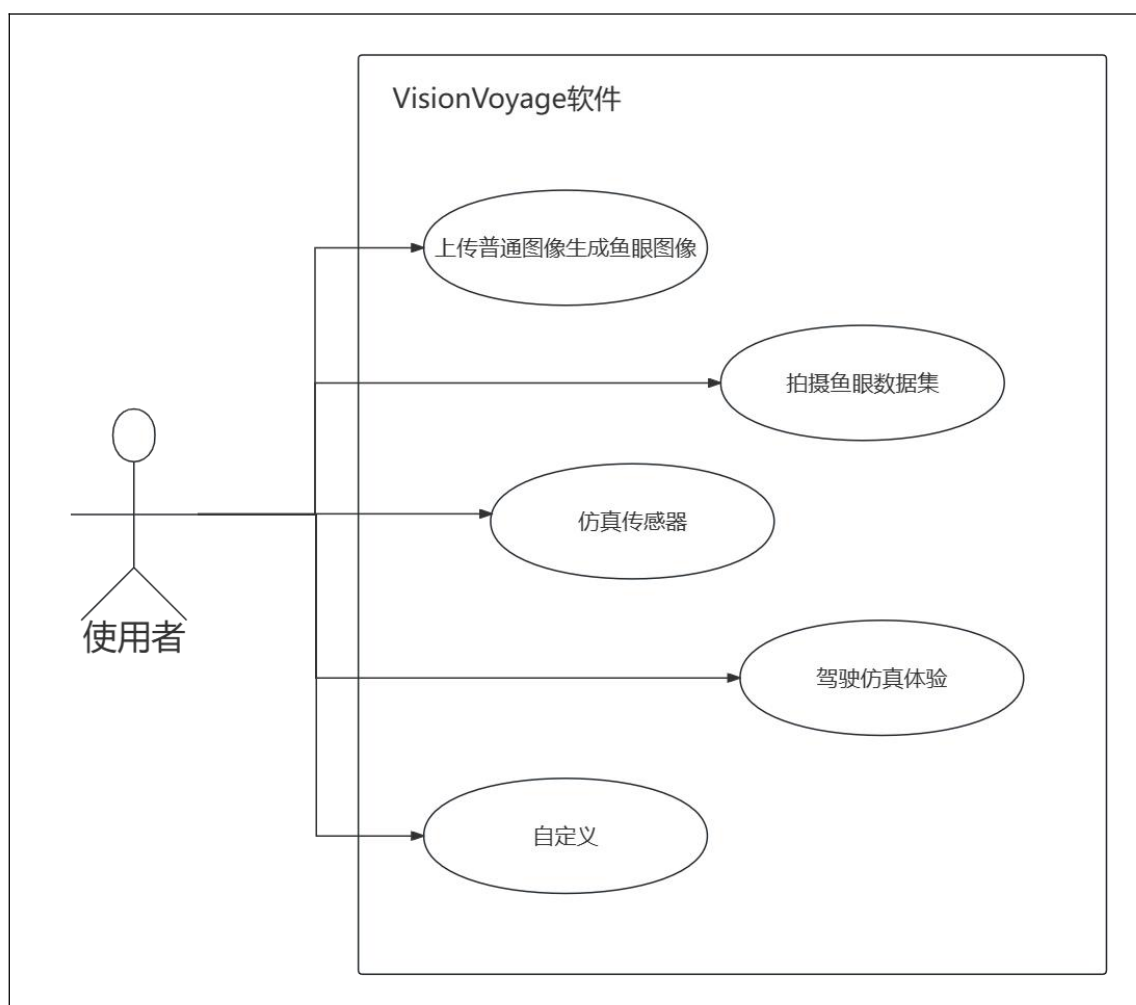 VisionVoyage软件
上传普通图像生成鱼眼图像
拍摄鱼眼数据集
仿真传感器
使用者
驾驶仿真体验
自定义